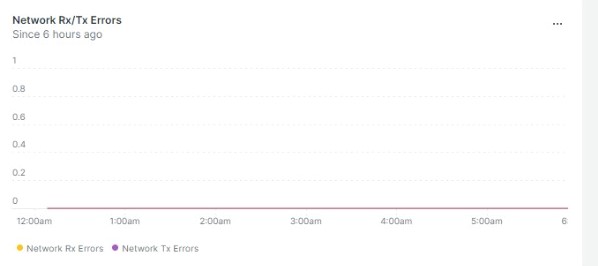 Network Rx/Tx Errors
...
Since 6 hours ago
1
0.8
0.6
0.4
0.2
0
12:00am 1:00am 2:00am 3:00am 4:00am 5:00am 6
Network Rx Errors Network Tx Errors